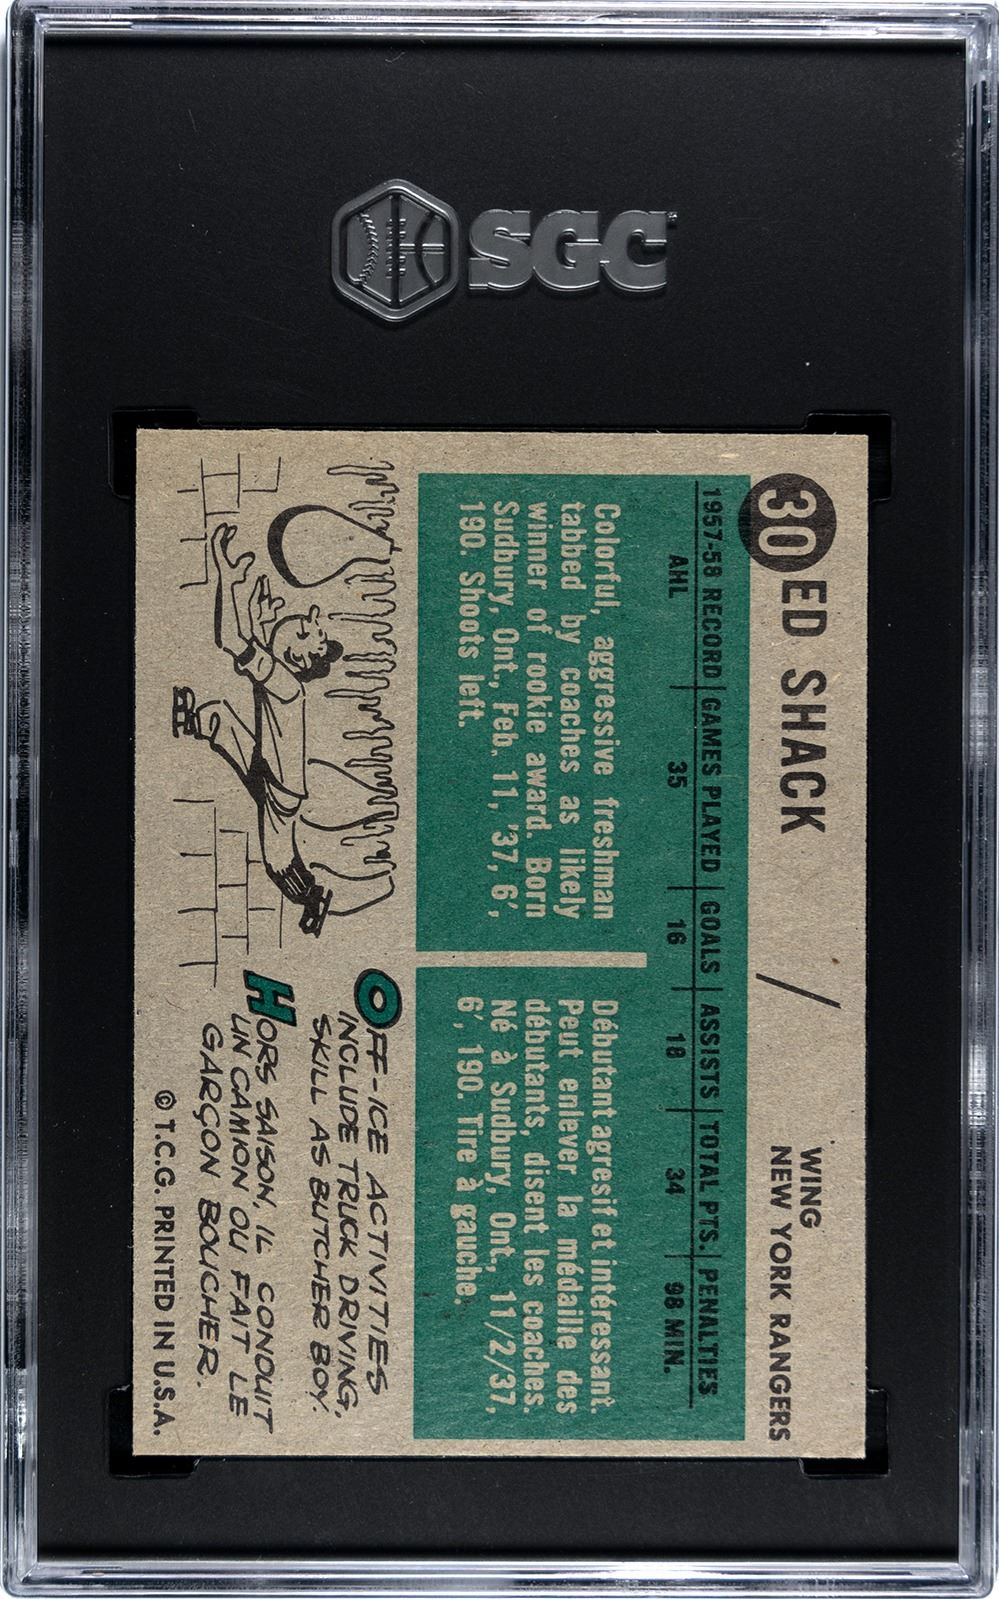 SGC
30
ED SHACK
WING
NEW YORK RANGERS
1957-58 RECORD GAMES PLAYED GOALS ASSISTS TOTAL PTS. PENALTIES
AHL 35 16 18 34 98 MIN.
Colorful, aggressive freshman
tabbed by coaches as likely
winner of rookie award. Born
Sudbury, Ont., Feb. 11, '37, 6',
190. Shoots left.
Débutant agresif et intéressant.
Peut enlever la médaille des
débutants, disent les coaches.
Né à Sudbury, Ont., 11/2/37,
6', 190. Tire à gauche.
OFF-ICE ACTIVITIES
INCLUDE TRUCK DRIVING,
SKILL AS BUTCHER BOY.
HORS SAISON, IL CONDUIT
UN CAMION OU FAIT LE
GARÇON BOUCHER.
© T.C.G. PRINTED IN U.S.A.